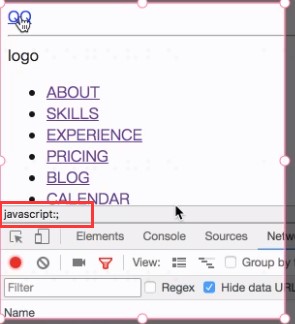 QQ
logo
ABOUT
SKILLS
EXPERIENCE
PRICING
BLOG
CALENDAR
javascript:;
Elements Console Sources Netw
View: Group by
Filter Regex Hide data URL
Name